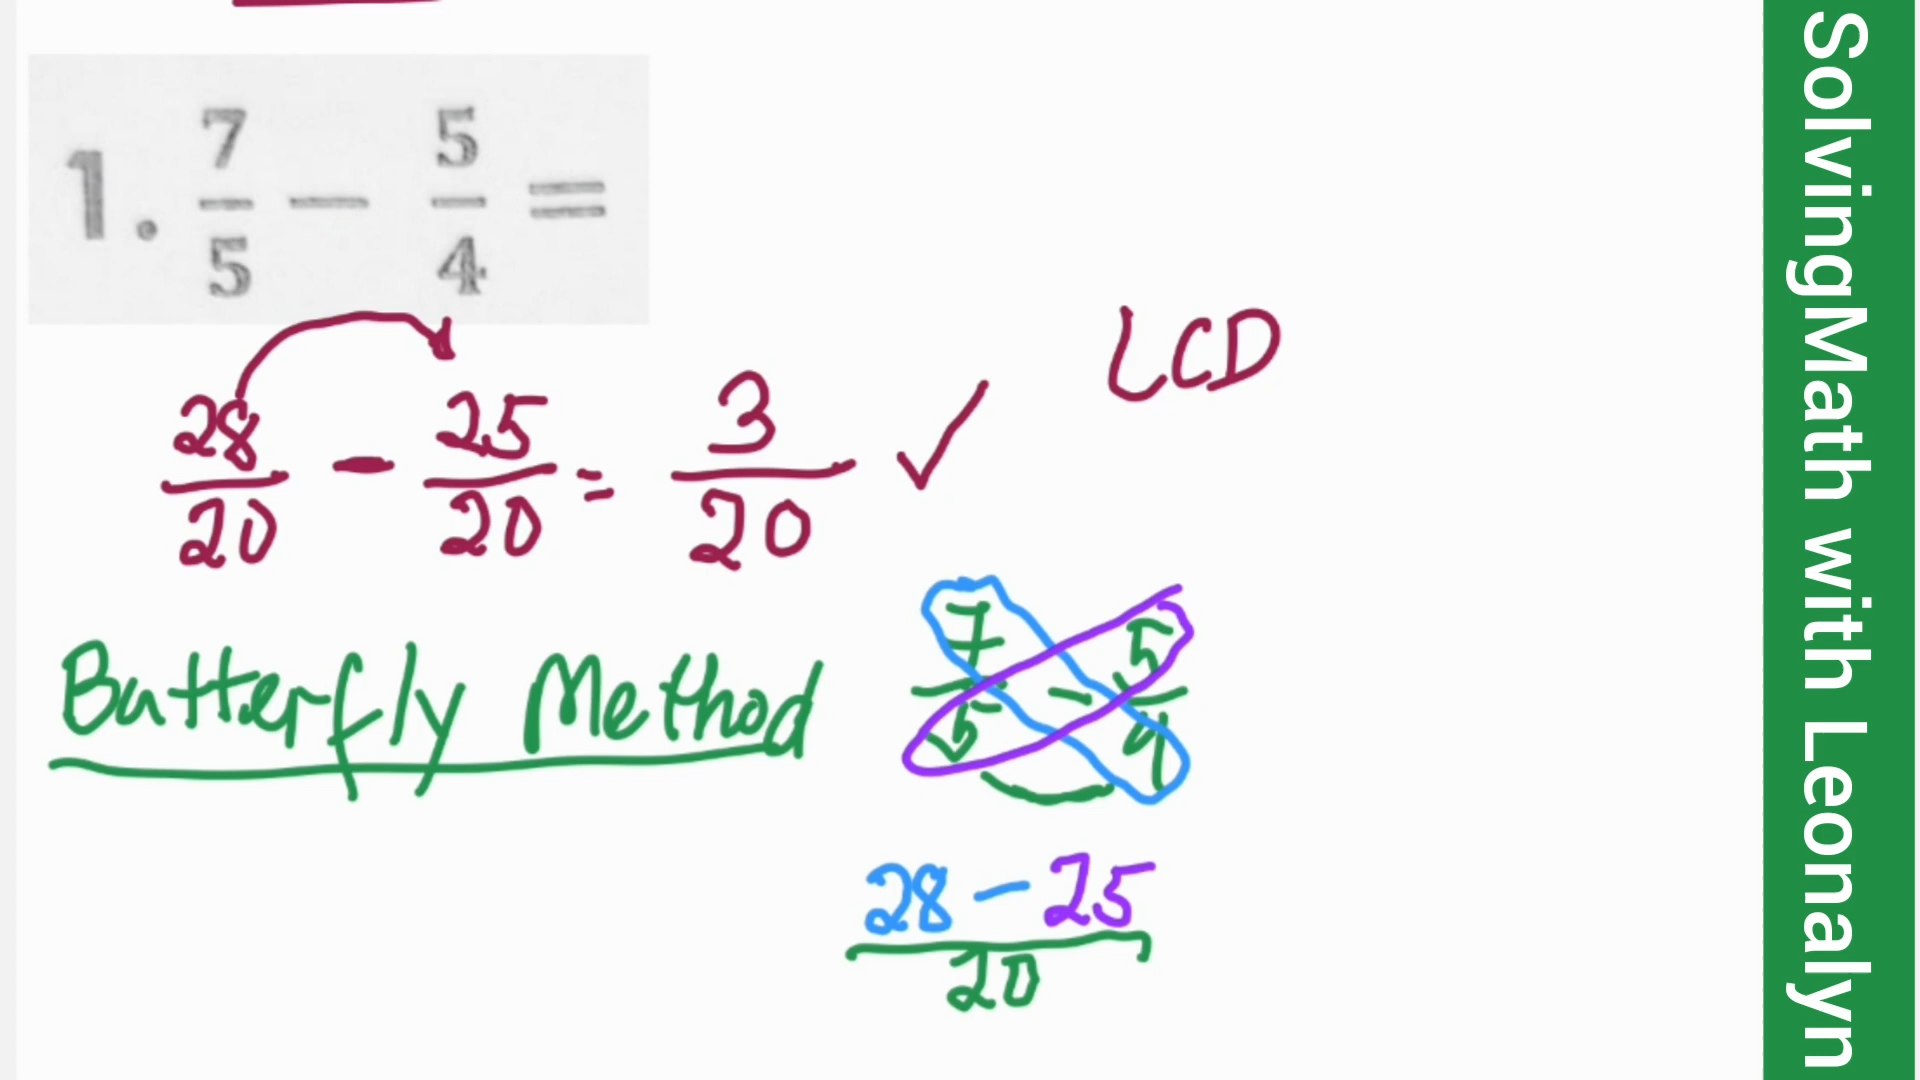 1. 7/5 − 5/4 =
LCD
28/20 - 25/20 = 3/20 ✓
Butterfly Method
7/5 - 5/4
28 - 25
20
SolvingMath with Leonalyn